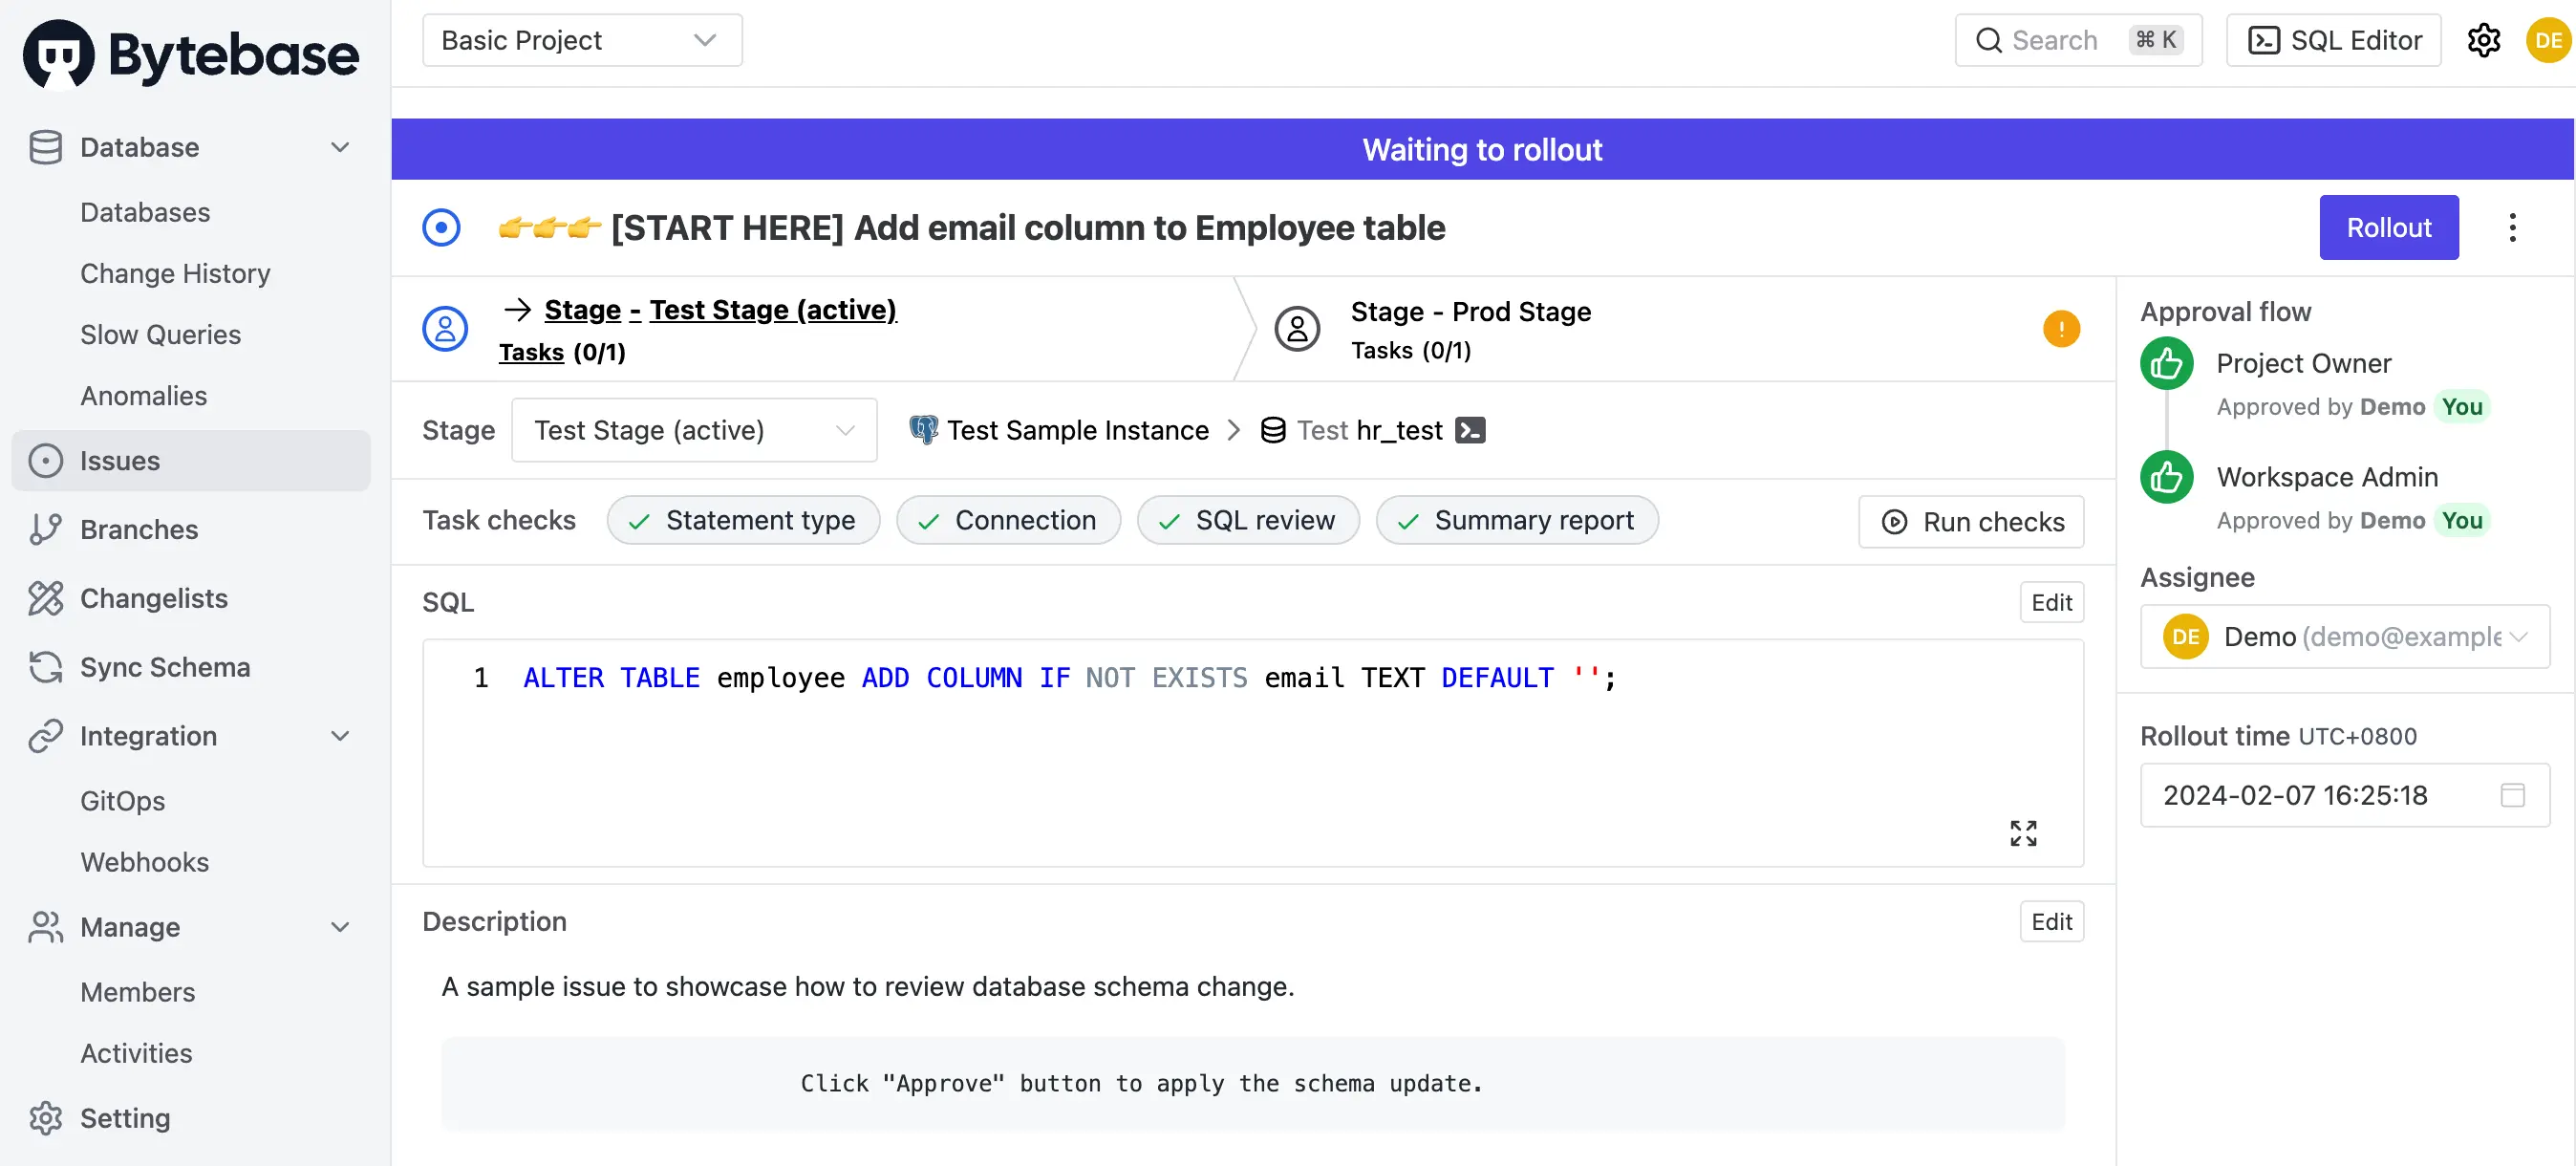 Bytebase
Basic Project
Search ⌘ K
SQL Editor
DE
Database
Databases
Change History
Slow Queries
Anomalies
Issues
Branches
Changelists
Sync Schema
Integration
GitOps
Webhooks
Manage
Members
Activities
Setting
Waiting to rollout
👉👉👉 [START HERE] Add email column to Employee table
Rollout
→ Stage - Test Stage (active)
Tasks (0/1)
Stage - Prod Stage
Tasks (0/1)
Stage
Test Stage (active)
Test Sample Instance > Test hr_test
Task checks
Statement type
Connection
SQL review
Summary report
Run checks
SQL
Edit
1 ALTER TABLE employee ADD COLUMN IF NOT EXISTS email TEXT DEFAULT '';
Description
Edit
A sample issue to showcase how to review database schema change.
Click "Approve" button to apply the schema update.
Approval flow
Project Owner
Approved by Demo You
Workspace Admin
Approved by Demo You
Assignee
DE Demo (demo@example
Rollout time UTC+0800
2024-02-07 16:25:18